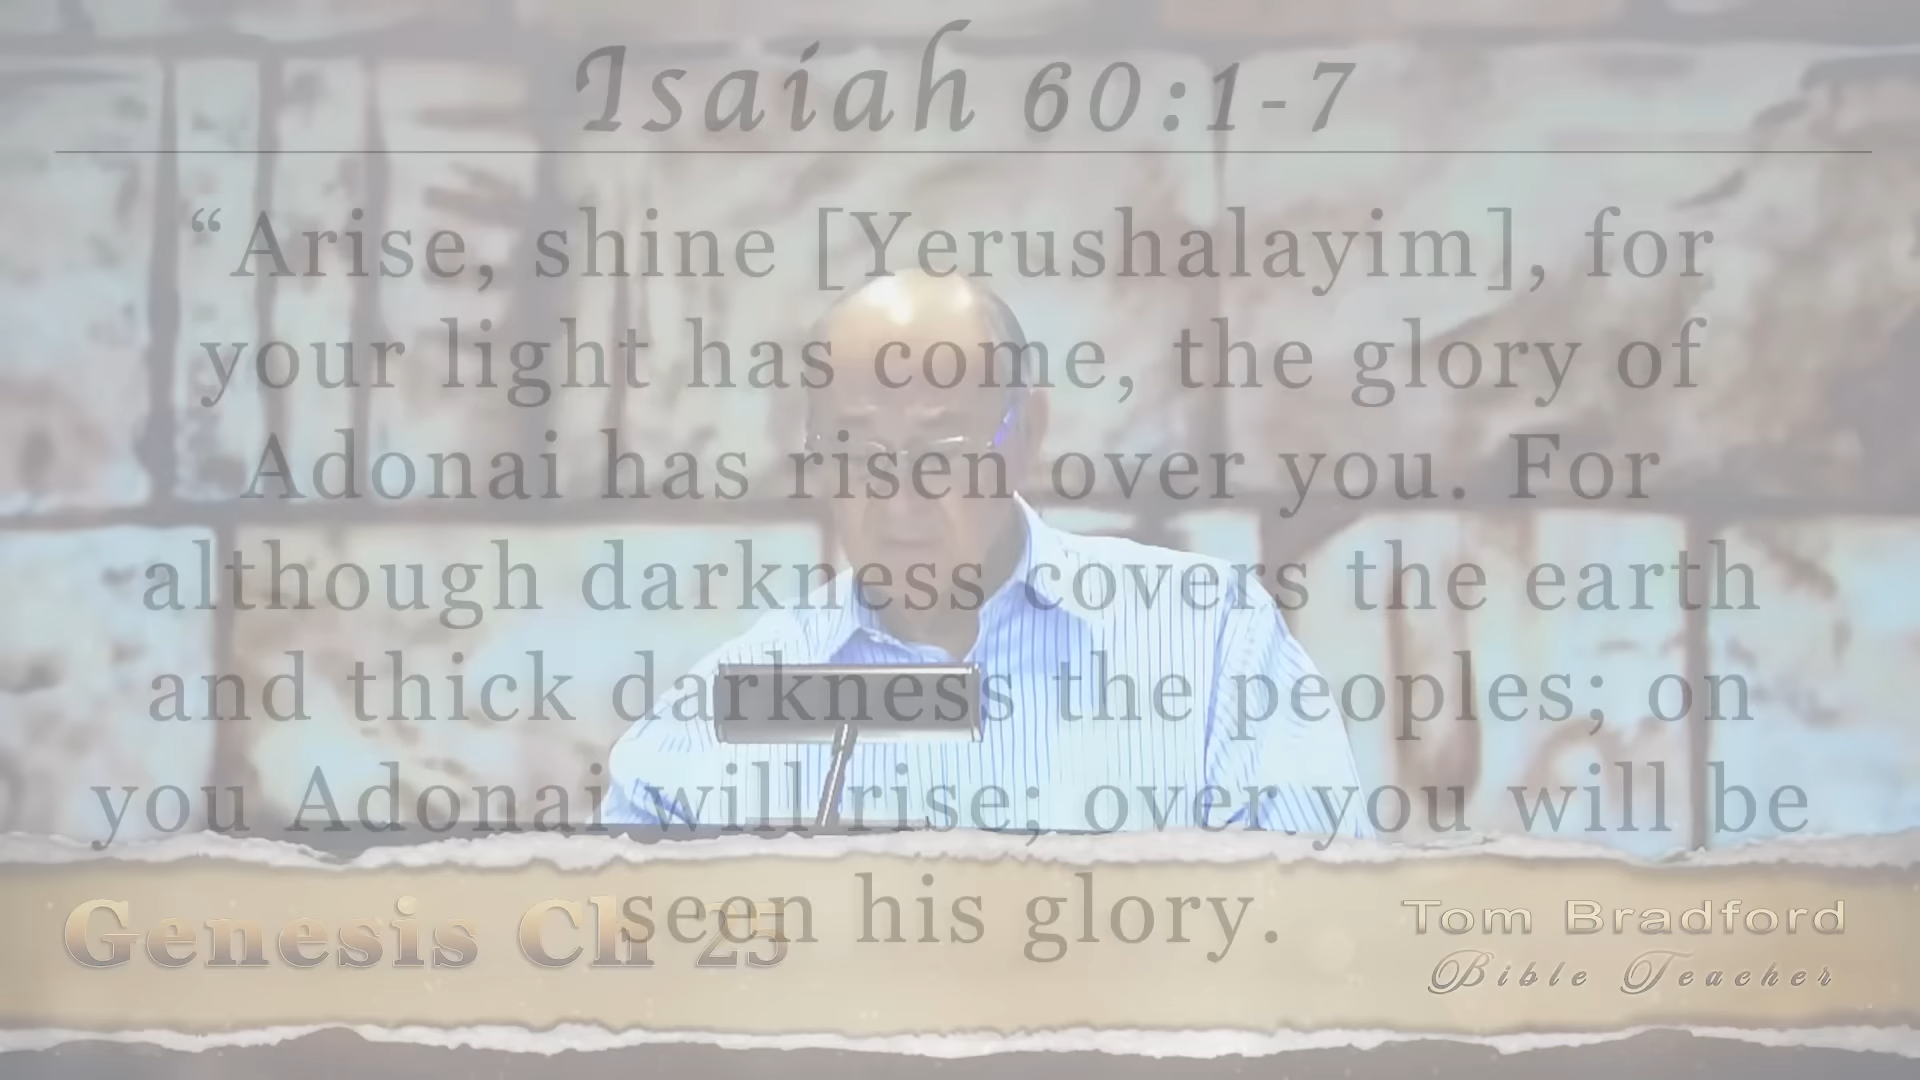 Isaiah 60:1-7
“Arise, shine [Yerushalayim], for
your light has come, the glory of
Adonai has risen over you. For
although darkness covers the earth
and thick darkness the peoples; on
you Adonai will rise; over you will be
seen his glory.
Genesis Ch 25
Tom Bradford
Bible Teacher